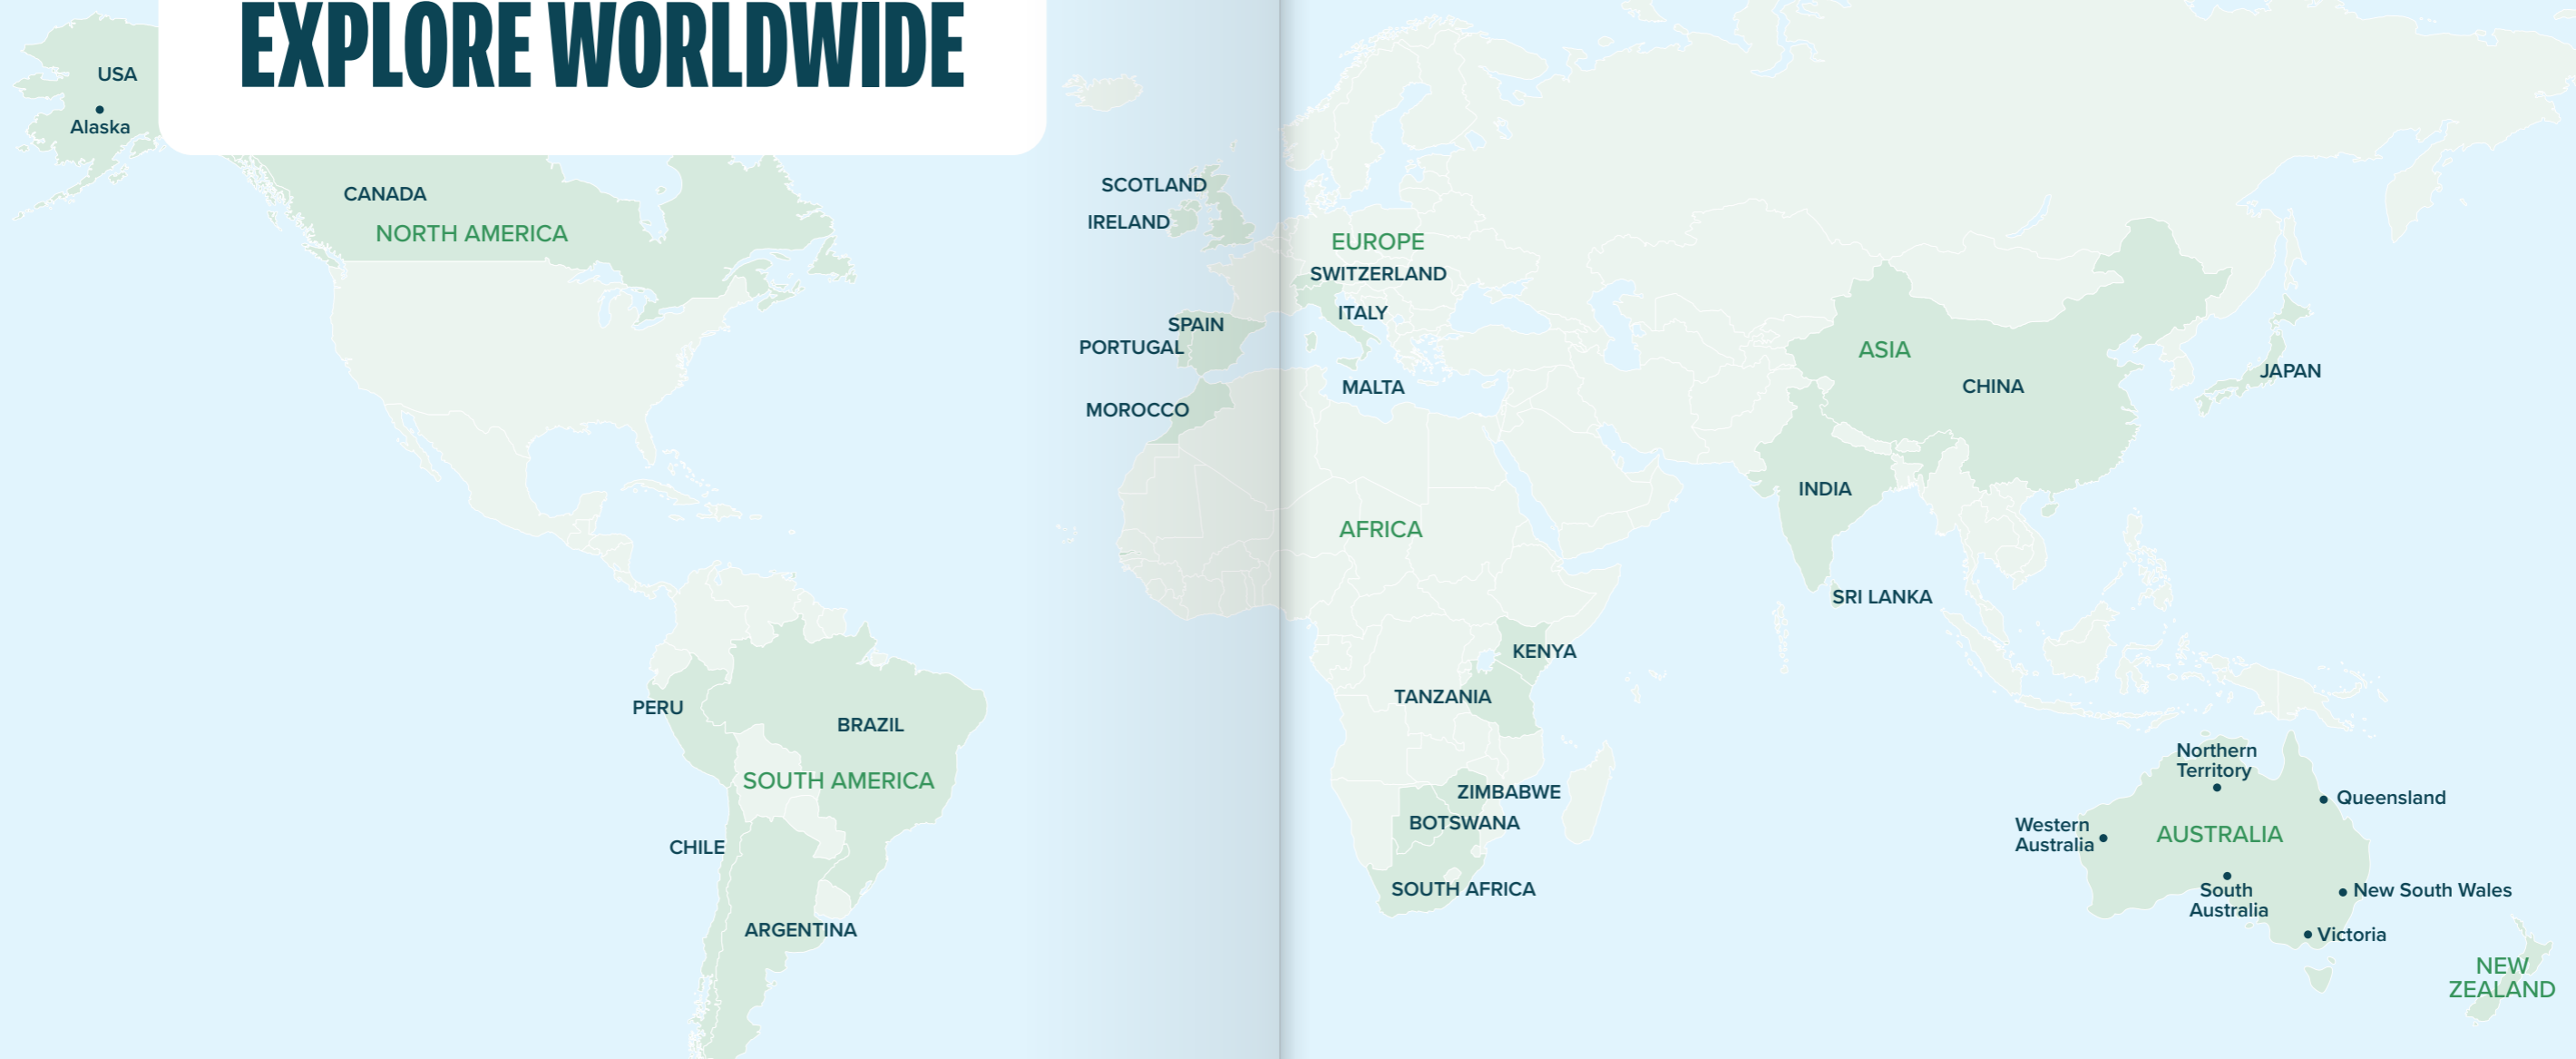 EXPLORE WORLDWIDE
USA
Alaska
CANADA
NORTH AMERICA
SCOTLAND
IRELAND
EUROPE
SWITZERLAND
ITALY
SPAIN
PORTUGAL
MALTA
MOROCCO
ASIA
CHINA
JAPAN
INDIA
SRI LANKA
AFRICA
KENYA
TANZANIA
ZIMBABWE
BOTSWANA
SOUTH AFRICA
PERU
BRAZIL
SOUTH AMERICA
CHILE
ARGENTINA
Northern
Territory
Queensland
Western
Australia
AUSTRALIA
South
Australia
New South Wales
Victoria
NEW
ZEALAND